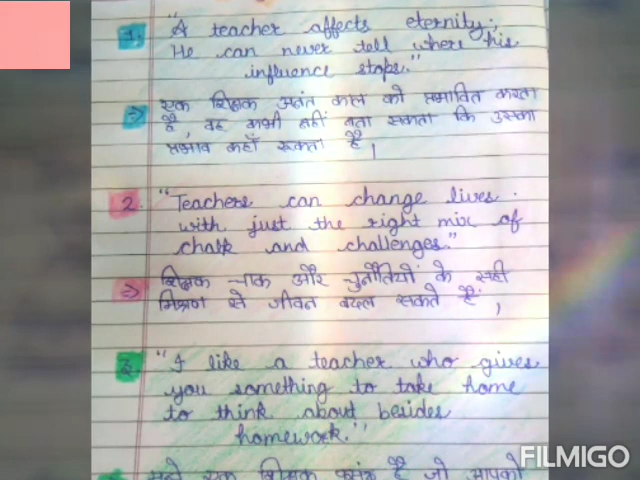 1. "A teacher affects eternity;
He can never tell where his
influence stops."
⇒ एक शिक्षक अनंत काल को प्रभावित करता
है, वह कभी नहीं बता सकता कि उसका
प्रभाव कहाँ रूकता है।
2. "Teachers can change lives
with just the right mix of
chalk and challenges."
⇒ शिक्षक चाक और चुनौतियों के सही
मिश्रण से जीवन बदल सकते हैं।
3. "I like a teacher who gives
you something to take home
to think about besides
homework."
एक शिक्षक पसंद है जो आपको
FILMIGO